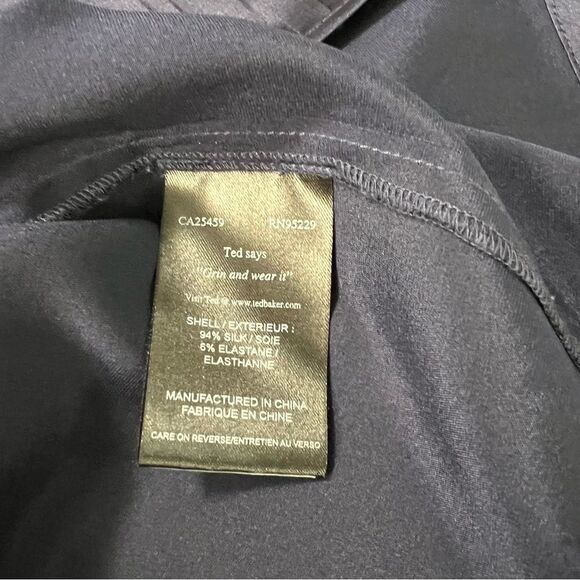 CA25459 RN95229
Ted says
"Grin and wear it"
Visit Ted @ www.tedbaker.com
SHELL / EXTERIEUR :
94% SILK / SOIE
6% ELASTANE /
ELASTHANNE
MANUFACTURED IN CHINA
FABRIQUE EN CHINE
CARE ON REVERSE/ENTRETIEN AU VERSO